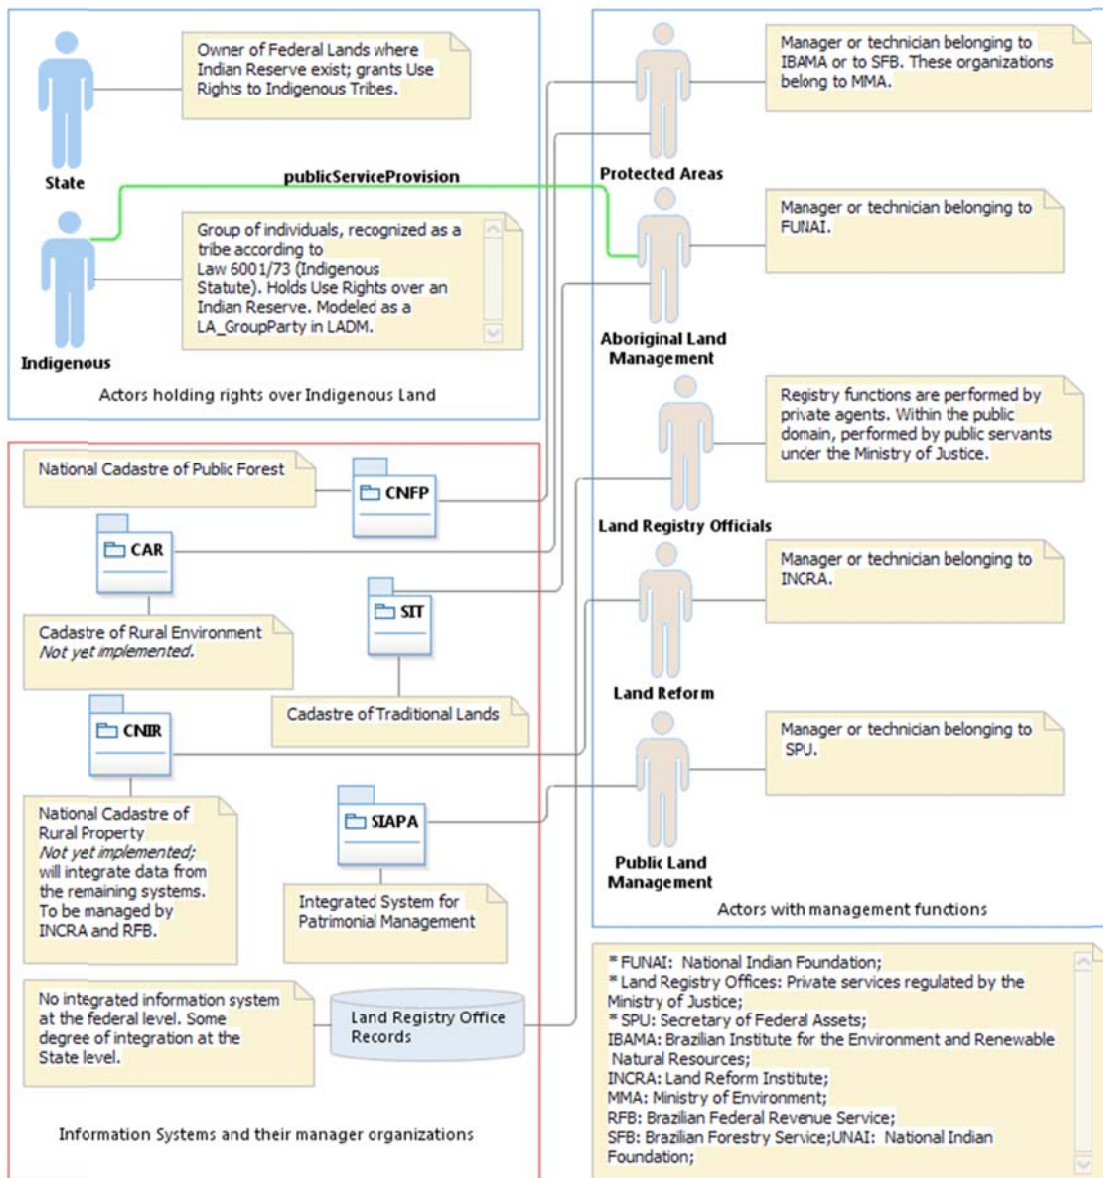 Owner of Federal Lands where
Indian Reserve exist; grants Use
Rights to Indigenous Tribes.
State
publicServiceProvision
Group of individuals, recognized as a
tribe according to
Law 6001/73 (Indigenous
Statute). Holds Use Rights over an
Indian Reserve. Modeled as a
LA_GroupParty in LADM.
Indigenous
Actors holding rights over Indigenous Land
Manager or technician belonging to
IBAMA or to SFB. These organizations
belong to MMA.
Protected Areas
Manager or technician belonging to
FUNAI.
Aboriginal Land
Management
Registry functions are performed by
private agents. Within the public
domain, performed by public servants
under the Ministry of Justice.
Land Registry Officials
Manager or technician belonging to
INCRA.
Land Reform
Manager or technician belonging to
SPU.
Public Land
Management
Actors with management functions
National Cadastre of Public Forest
CNFP
CAR
Cadastre of Rural Environment
Not yet implemented.
SIT
Cadastre of Traditional Lands
CNIR
National Cadastre of
Rural Property
Not yet implemented;
will integrate data from
the remaining systems.
To be managed by
INCRA and RFB.
SIAPA
Integrated System for
Patrimonial Management
No integrated information system
at the federal level. Some
degree of integration at the
State level.
Land Registry Office
Records
Information Systems and their manager organizations
* FUNAI: National Indian Foundation;
* Land Registry Offices: Private services regulated by the
Ministry of Justice;
* SPU: Secretary of Federal Assets;
IBAMA: Brazilian Institute for the Environment and Renewable
Natural Resources;
INCRA: Land Reform Institute;
MMA: Ministry of Environment;
RFB: Brazilian Federal Revenue Service;
SFB: Brazilian Forestry Service;UNAI: National Indian
Foundation;